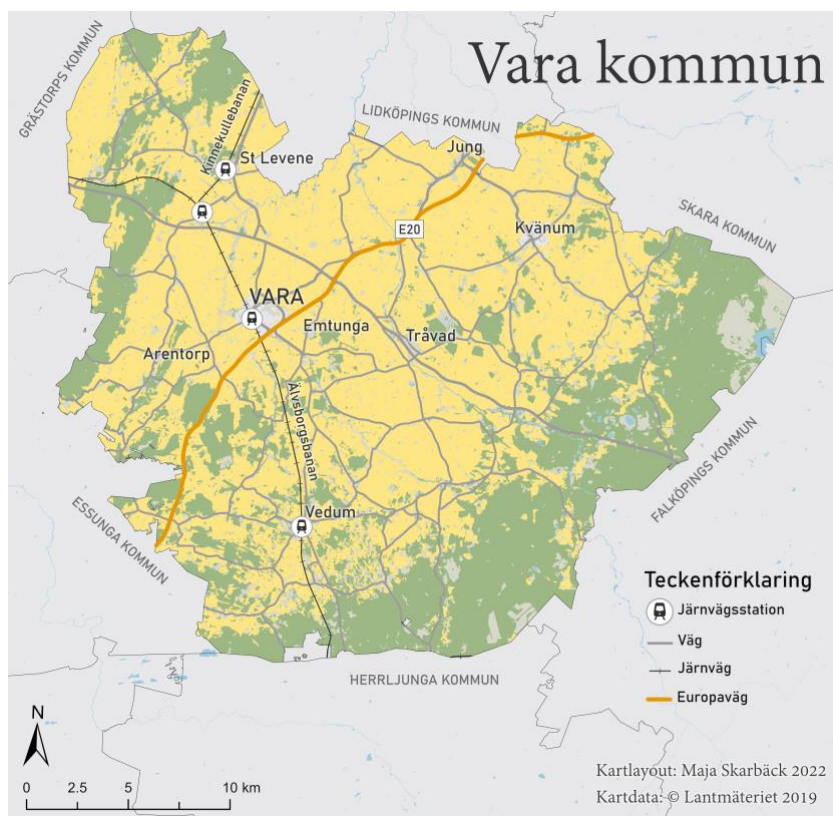 Vara kommun
GRÄSTORPS KOMMUN
LIDKÖPINGS KOMMUN
Kinnekullebanan
Jung
St Levene
SKARA KOMMUN
E20
Kvänum
VARA
Emtunga
Tråvad
Arentorp
Älvsborgsbanan
FALKÖPINGS KOMMUN
ESSUNGA KOMMUN
Vedum
Teckenförklaring
Järnvägsstation
Väg
Järnväg
Europaväg
HERRLJUNGA KOMMUN
N
0 2.5 5 10 km
Kartlayout: Maja Skarbäck 2022
Kartdata: © Lantmäteriet 2019